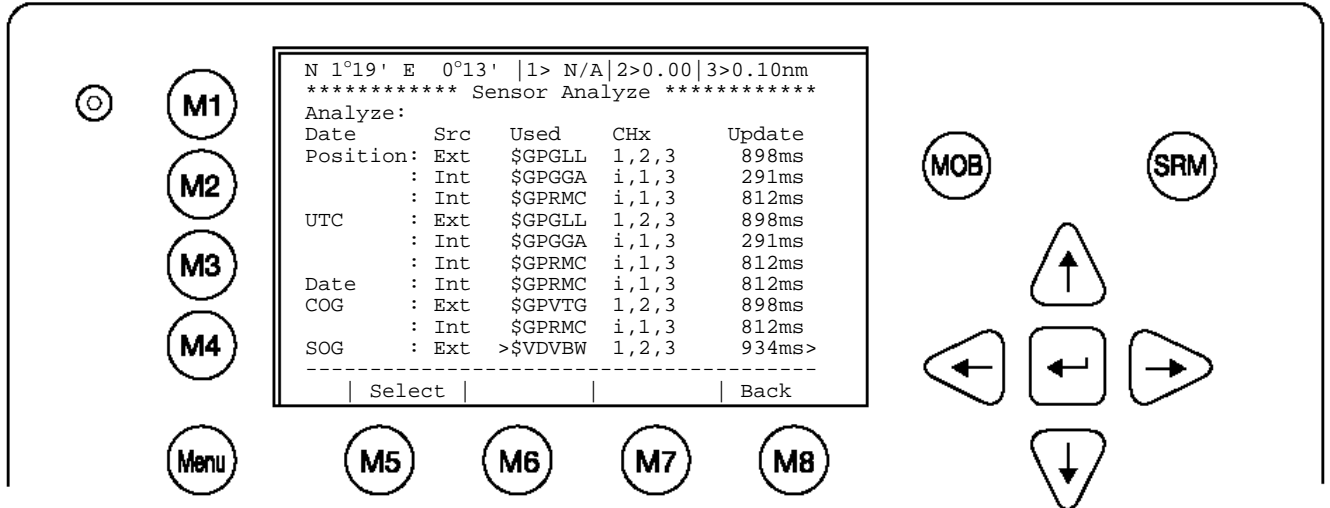 N 1°19' E 0°13' |1> N/A|2>0.00|3>0.10nm
************ Sensor Analyze ************
Analyze:
Date Src Used CHx Update
Position: Ext $GPGLL 1,2,3 898ms
: Int $GPGGA i,1,3 291ms
: Int $GPRMC i,1,3 812ms
UTC : Ext $GPGLL 1,2,3 898ms
: Int $GPGGA i,1,3 291ms
: Int $GPRMC i,1,3 812ms
Date : Int $GPRMC i,1,3 812ms
COG : Ext $GPVTG 1,2,3 898ms
: Int $GPRMC i,1,3 812ms
SOG : Ext >$VDVBW 1,2,3 934ms>
----------------------------------------
| Select | | | Back
M1
M2
M3
M4
Menu
M5
M6
M7
M8
MOB
SRM